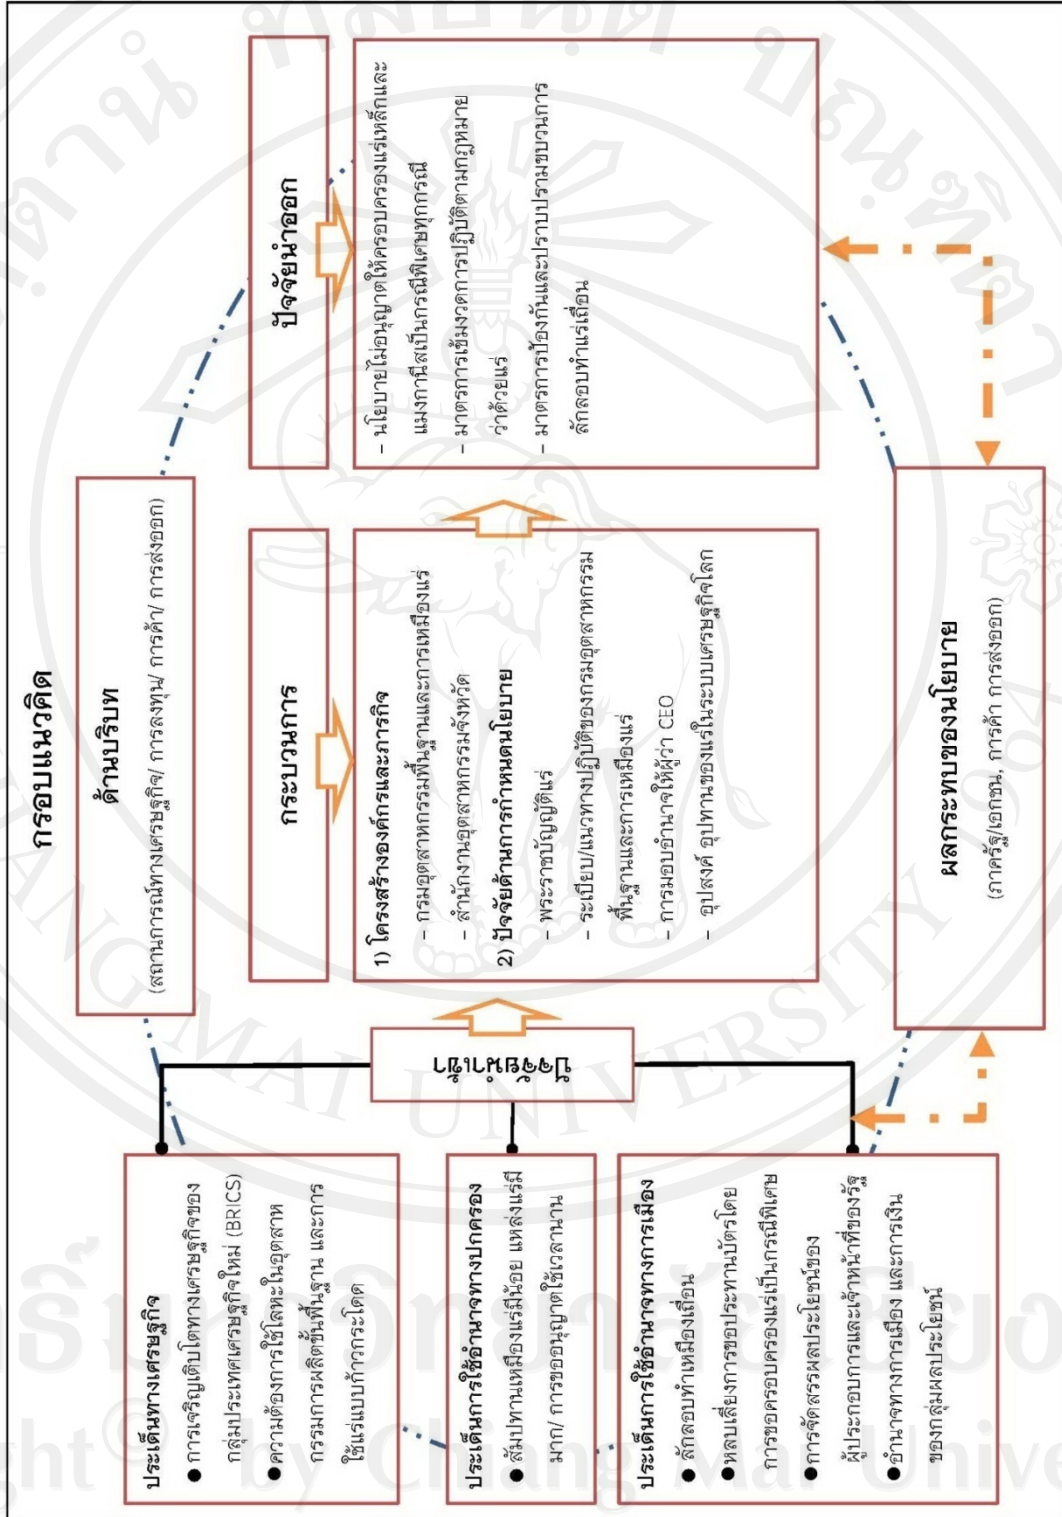 กรอบแนวคิด
ด้านบริบท
(สถานการณ์ทางเศรษฐกิจ/ การลงทุน/ การค้า/ การส่งออก)
ประเด็นทางเศรษฐกิจ
● การเจริญเติบโตทางเศรษฐกิจของ
กลุ่มประเทศเศรษฐกิจใหม่ (BRICS)
● ความต้องการใช้โลหะในอุตสาห
กรรมการผลิตขั้นพื้นฐาน และการ
ใช้แร่แบบก้าวกระโดด
ประเด็นการใช้อำนาจทางปกครอง
● สัมปทานเหมืองแร่มีน้อย แหล่งแร่มี
มาก/ การขออนุญาตใช้เวลานาน
ประเด็นการใช้อำนาจทางการเมือง
● ลักลอบทำเหมืองเถื่อน
● หลบเลี่ยงการขอประทานบัตรโดย
การขอครอบครองแร่เป็นกรณีพิเศษ
● การจัดสรรผลประโยชน์ของ
ผู้ประกอบการและเจ้าหน้าที่ของรัฐ
● อำนาจทางการเมือง และการเงิน
ของกลุ่มผลประโยชน์
ปัจจัยนำเข้า
กระบวนการ
1) โครงสร้างองค์กรและภารกิจ
– กรมอุตสาหกรรมพื้นฐานและการเหมืองแร่
– สำนักงานอุตสาหกรรมจังหวัด
2) ปัจจัยด้านการกำหนดนโยบาย
– พระราชบัญญัติแร่
– ระเบียบ/แนวทางปฏิบัติของกรมอุตสาหกรรม
พื้นฐานและการเหมืองแร่
– การมอบอำนาจให้ผู้ว่า CEO
– อุปสงค์ อุปทานของแร่ในระบบเศรษฐกิจโลก
ปัจจัยนำออก
– นโยบายไม่อนุญาตให้ครอบครองแร่เหล็กและ
แมงกานีสเป็นกรณีพิเศษทุกกรณี
– มาตรการเข้มงวดการปฏิบัติตามกฎหมาย
ว่าด้วยแร่
– มาตรการป้องกันและปราบปรามขบวนการ
ลักลอบทำแร่เถื่อน
ผลกระทบของนโยบาย
(ภาครัฐ/เอกชน, การค้า การส่งออก)